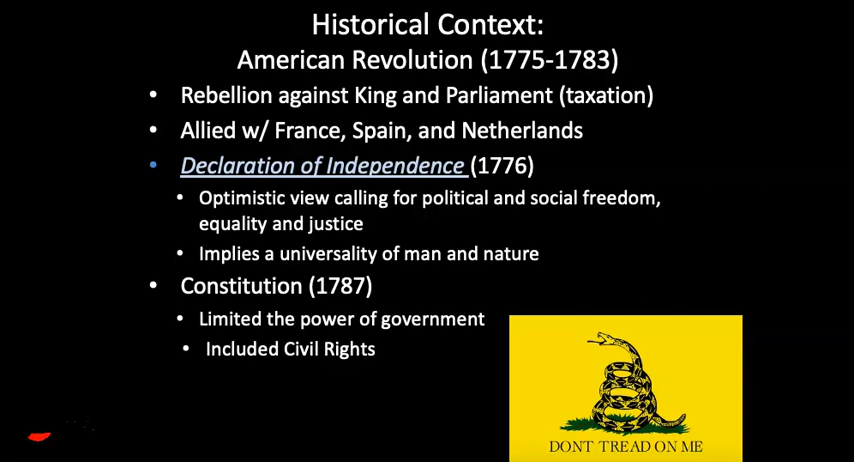 Historical Context:
American Revolution (1775-1783)
• Rebellion against King and Parliament (taxation)
• Allied w/ France, Spain, and Netherlands
• Declaration of Independence (1776)
• Optimistic view calling for political and social freedom,
equality and justice
• Implies a universality of man and nature
• Constitution (1787)
• Limited the power of government
• Included Civil Rights
DONT TREAD ON ME